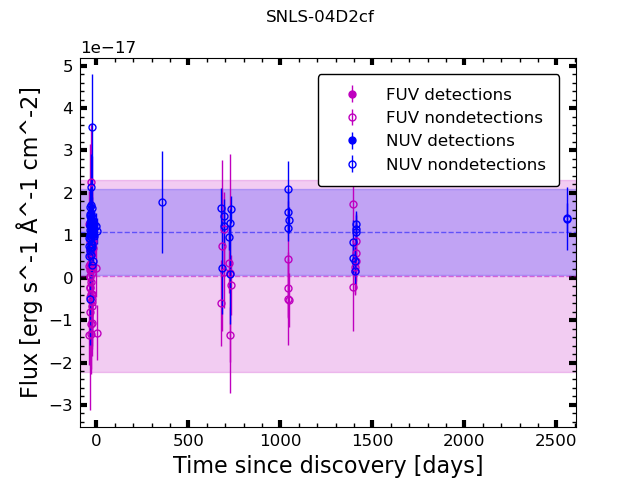 SNLS-04D2cf
1e−17
FUV detections
FUV nondetections
NUV detections
NUV nondetections
5
4
3
2
1
0
−1
−2
−3
Flux [erg s^-1 Å^-1 cm^-2]
0 500 1000 1500 2000 2500
Time since discovery [days]